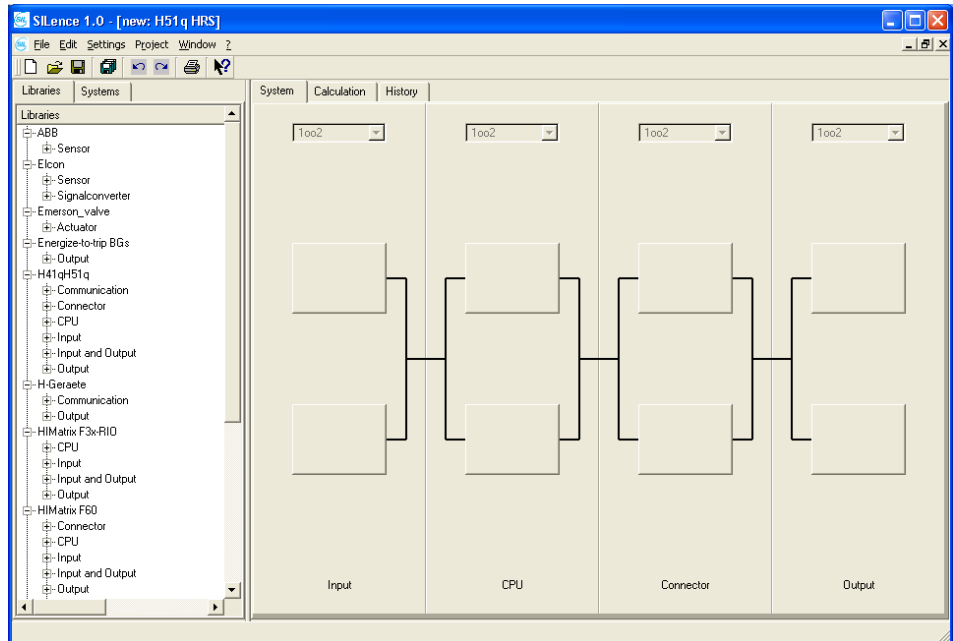 SILence 1.0 - [new: H51q HRS]
File Edit Settings Project Window ?
Libraries Systems
System Calculation History
Libraries
ABB
Sensor
Elcon
Sensor
Signalconverter
Emerson_valve
Actuator
Energize-to-trip BGs
Output
H41qH51q
Communication
Connector
CPU
Input
Input and Output
Output
H-Geraete
Communication
Output
HIMatrix F3x-RIO
CPU
Input
Input and Output
Output
HIMatrix F60
Connector
CPU
Input
Input and Output
Output
1oo2 1oo2 1oo2 1oo2
Input CPU Connector Output